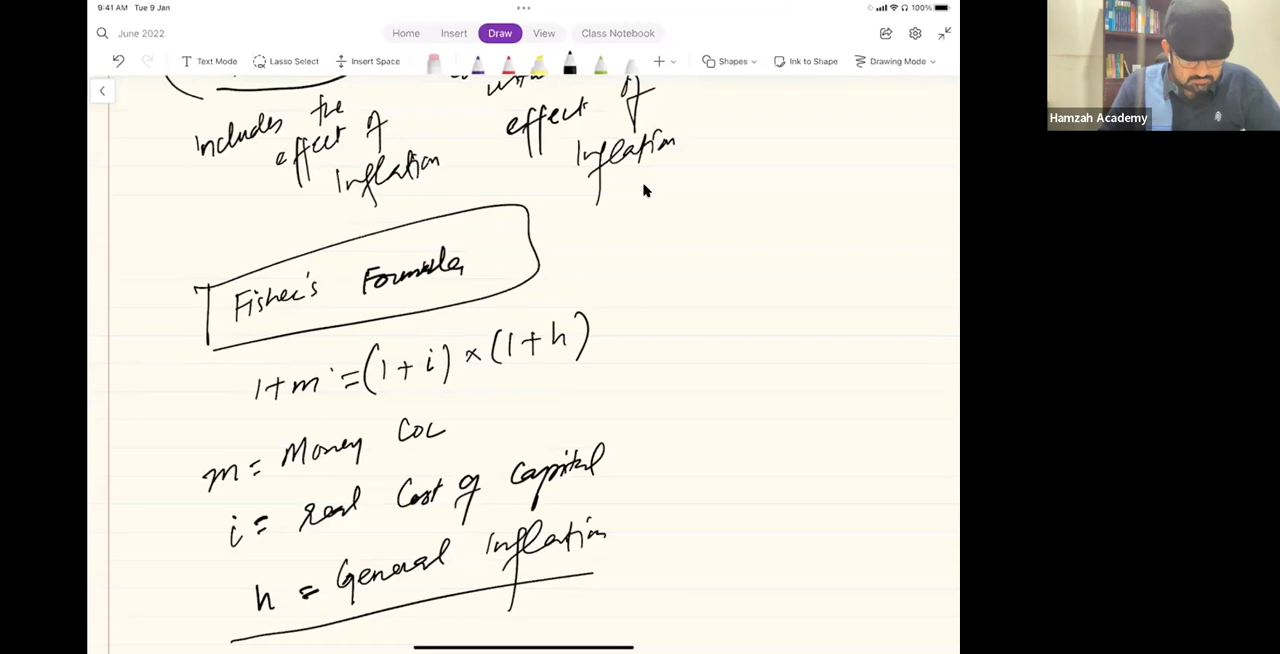 9:41 AM Tue 9 Jan
100%
June 2022
Home Insert Draw View Class Notebook
Text Mode Lasso Select Insert Space Shapes Ink to Shape Drawing Mode
Includes the
effect of
Inflation
effect of
Inflation
Fisher's Formula
1+m = (1+i) × (1+h)
m = Money COC
i = real Cost of capital
h = General Inflation
Hamzah Academy